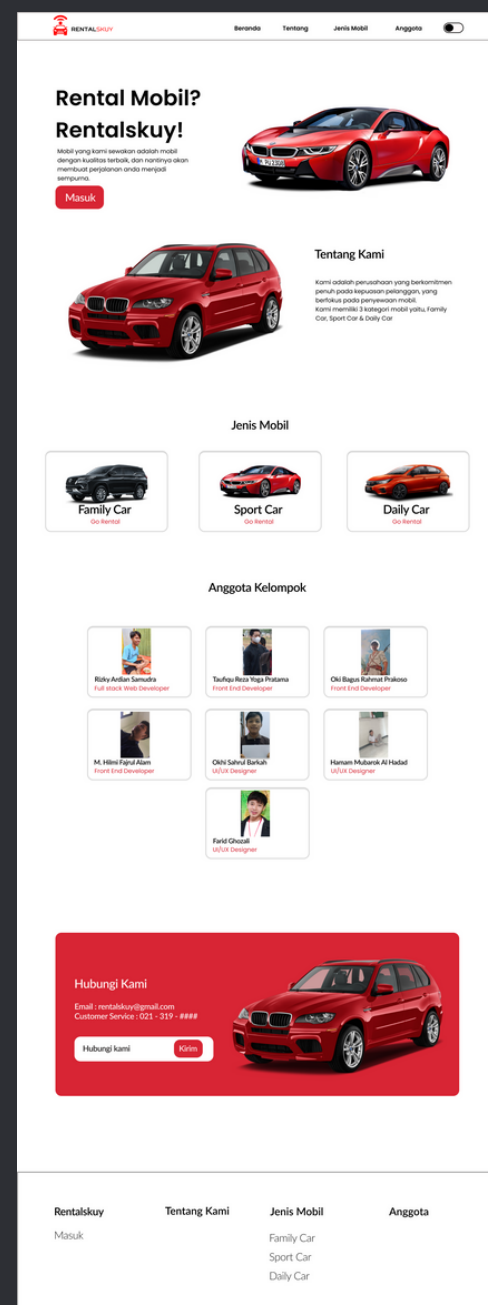 RENTALSKUY
Beranda Tentang Jenis Mobil Anggota
Rental Mobil?
Rentalskuy!
Mobil yang kami sewakan adalah mobil
dengan kualitas terbaik, dan nantinya akan
membuat perjalanan anda menjadi
sempurna.
Masuk
Tentang Kami
Kami adalah perusahaan yang berkomitmen
penuh pada kepuasan pelanggan, yang
berfokus pada penyewaan mobil.
Kami memiliki 3 kategori mobil yaitu, Family
Car, Sport Car & Daily Car
Jenis Mobil
Family Car
Go Rental
Sport Car
Go Rental
Daily Car
Go Rental
Anggota Kelompok
Rizky Ardian Samudra
Full stack Web Developer
Taufiqu Reza Yoga Pratama
Front End Developer
Oki Bagus Rahmat Prakoso
Front End Developer
M. Hilmi Fajrul Alam
Front End Developer
Okhi Sahrul Barkah
UI/UX Designer
Hamam Mubarok Al Hadad
UI/UX Designer
Farid Ghozali
UI/UX Designer
Hubungi Kami
Email : rentalskuy@gmail.com
Customer Service : 021 - 319 - ####
Hubungi kami
Kirim
Rentalskuy
Masuk
Tentang Kami
Jenis Mobil
Family Car
Sport Car
Daily Car
Anggota